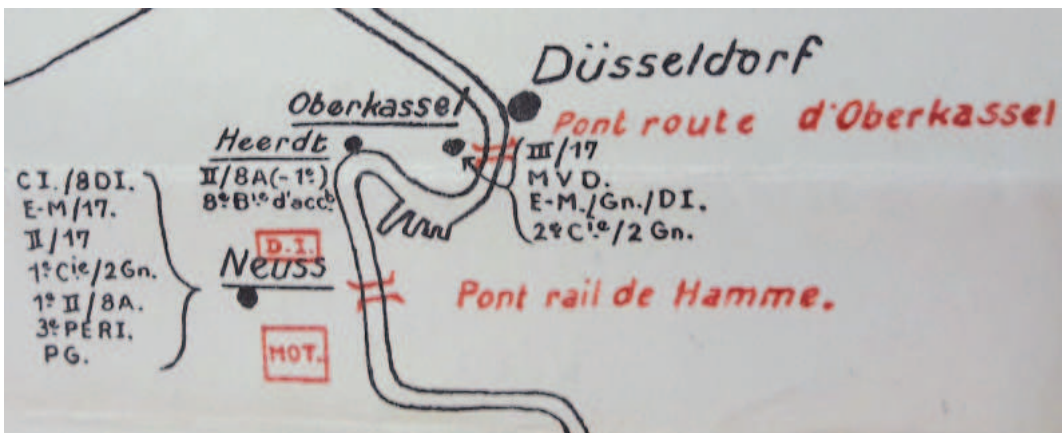 Düsseldorf
Oberkassel
Pont route d'Oberkassel
Heerdt
II/8A(-1e)
8e Bie d'acc.
III/17
MVD.
E-M./Gn./DI.
2e Cie/2 Gn.
CI./8DI.
E-M/17.
II/17
1e Cie/2Gn.
1e II/8A.
3e PÉRI.
PG.
D.I.
Neuss
Pont rail de Hamme.
MOT.